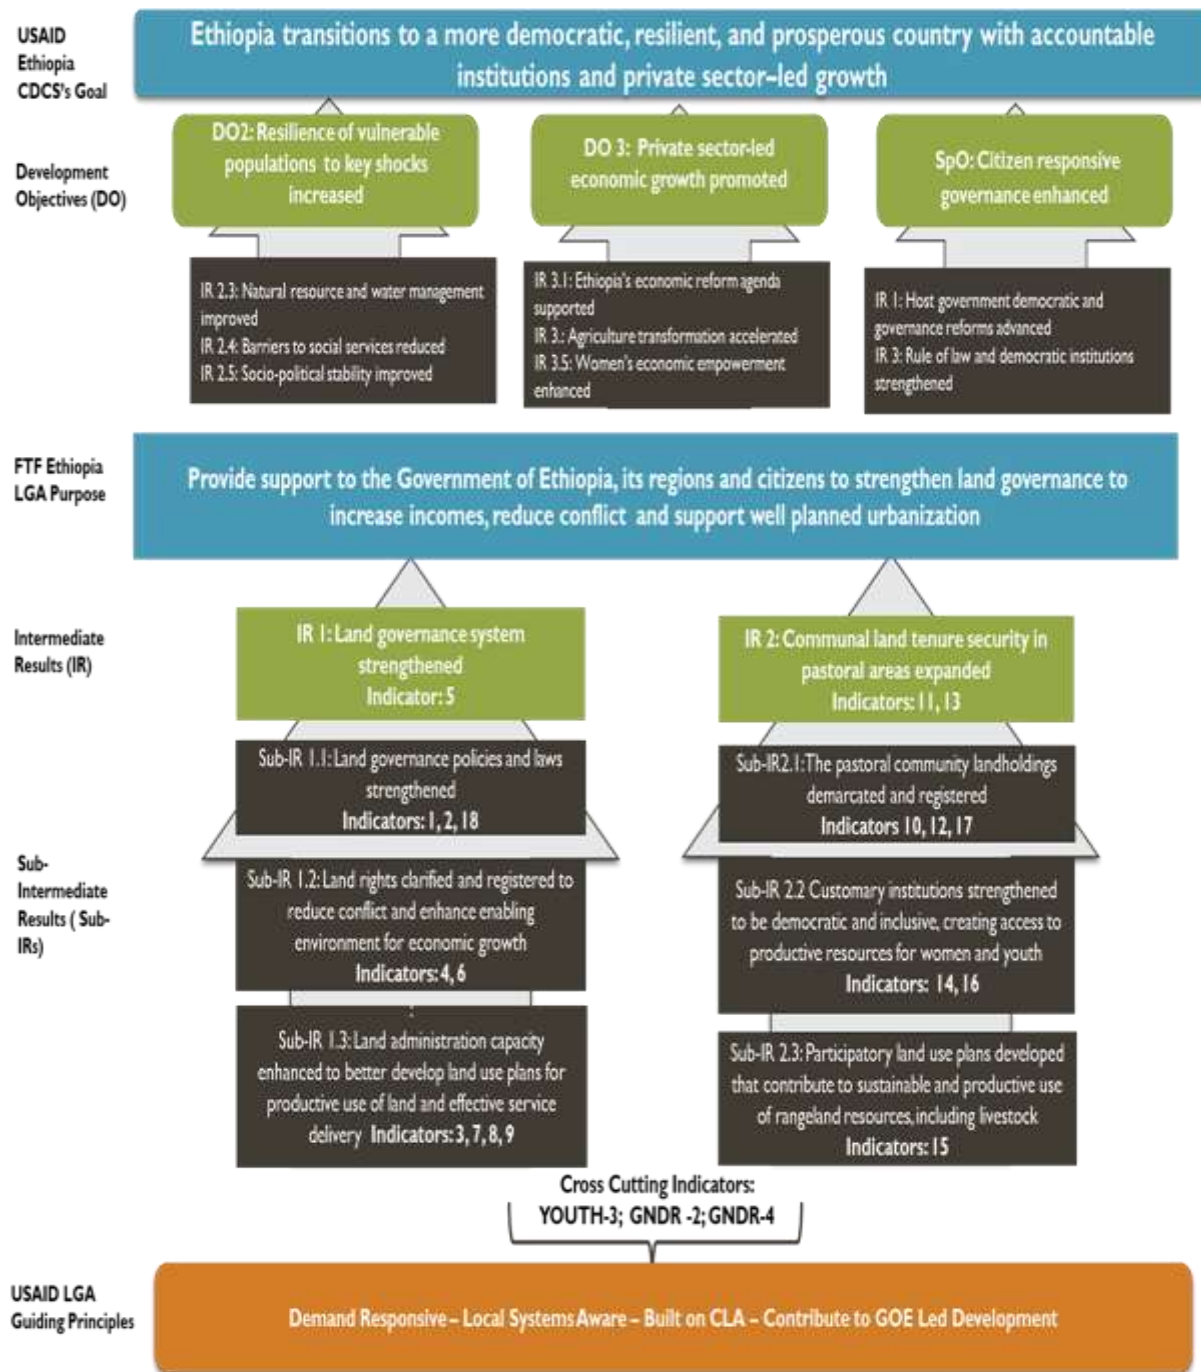 USAID
Ethiopia
CDCS's Goal
Ethiopia transitions to a more democratic, resilient, and prosperous country with accountable
institutions and private sector–led growth
Development
Objectives (DO)
DO2: Resilience of vulnerable
populations to key shocks
increased
DO 3: Private sector-led
economic growth promoted
SpO: Citizen responsive
governance enhanced
IR 2.3: Natural resource and water management
improved
IR 2.4: Barriers to social services reduced
IR 2.5: Socio-political stability improved
IR 3.1: Ethiopia's economic reform agenda
supported
IR 3.: Agriculture transformation accelerated
IR 3.5: Women's economic empowerment
enhanced
IR 1: Host government democratic and
governance reforms advanced
IR 3: Rule of law and democratic institutions
strengthened
FTF Ethiopia
LGA Purpose
Provide support to the Government of Ethiopia, its regions and citizens to strengthen land governance to
increase incomes, reduce conflict and support well planned urbanization
Intermediate
Results (IR)
IR 1: Land governance system
strengthened
Indicator: 5
IR 2: Communal land tenure security in
pastoral areas expanded
Indicators: 11, 13
Sub-
Intermediate
Results ( Sub-
IRs)
Sub-IR 1.1: Land governance policies and laws
strengthened
Indicators: 1, 2, 18
Sub-IR 1.2: Land rights clarified and registered to
reduce conflict and enhance enabling
environment for economic growth
Indicators: 4, 6
:
Sub-IR 1.3: Land administration capacity
enhanced to better develop land use plans for
productive use of land and effective service
delivery Indicators: 3, 7, 8, 9
Sub-IR2.1: The pastoral community landholdings
demarcated and registered
Indicators 10, 12, 17
Sub-IR 2.2 Customary institutions strengthened
to be democratic and inclusive, creating access to
productive resources for women and youth
Indicators: 14, 16
Sub-IR 2.3: Participatory land use plans developed
that contribute to sustainable and productive use
of rangeland resources, including livestock
Indicators: 15
Cross Cutting Indicators:
YOUTH-3; GNDR -2; GNDR-4
USAID LGA
Guiding Principles
Demand Responsive – Local Systems Aware – Built on CLA – Contribute to GOE Led Development